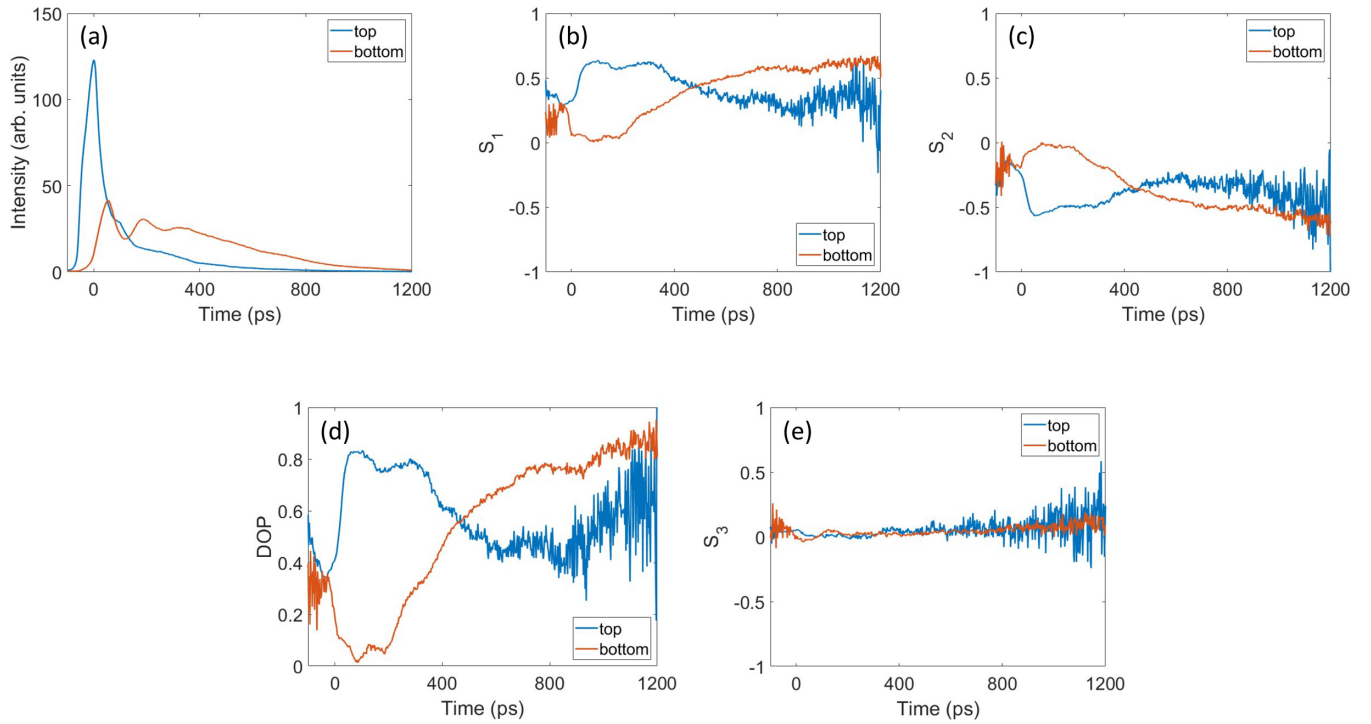 (a)
150
100
50
0
Intensity (arb. units)
top
bottom
0 400 800 1200
Time (ps)
(b)
1
0.5
0
-0.5
-1
S1
top
bottom
0 400 800 1200
Time (ps)
(c)
1
0.5
0
-0.5
-1
S2
top
bottom
0 400 800 1200
Time (ps)
(d)
1
0.8
0.6
0.4
0.2
0
DOP
top
bottom
0 400 800 1200
Time (ps)
(e)
1
0.5
0
-0.5
-1
S3
top
bottom
0 400 800 1200
Time (ps)